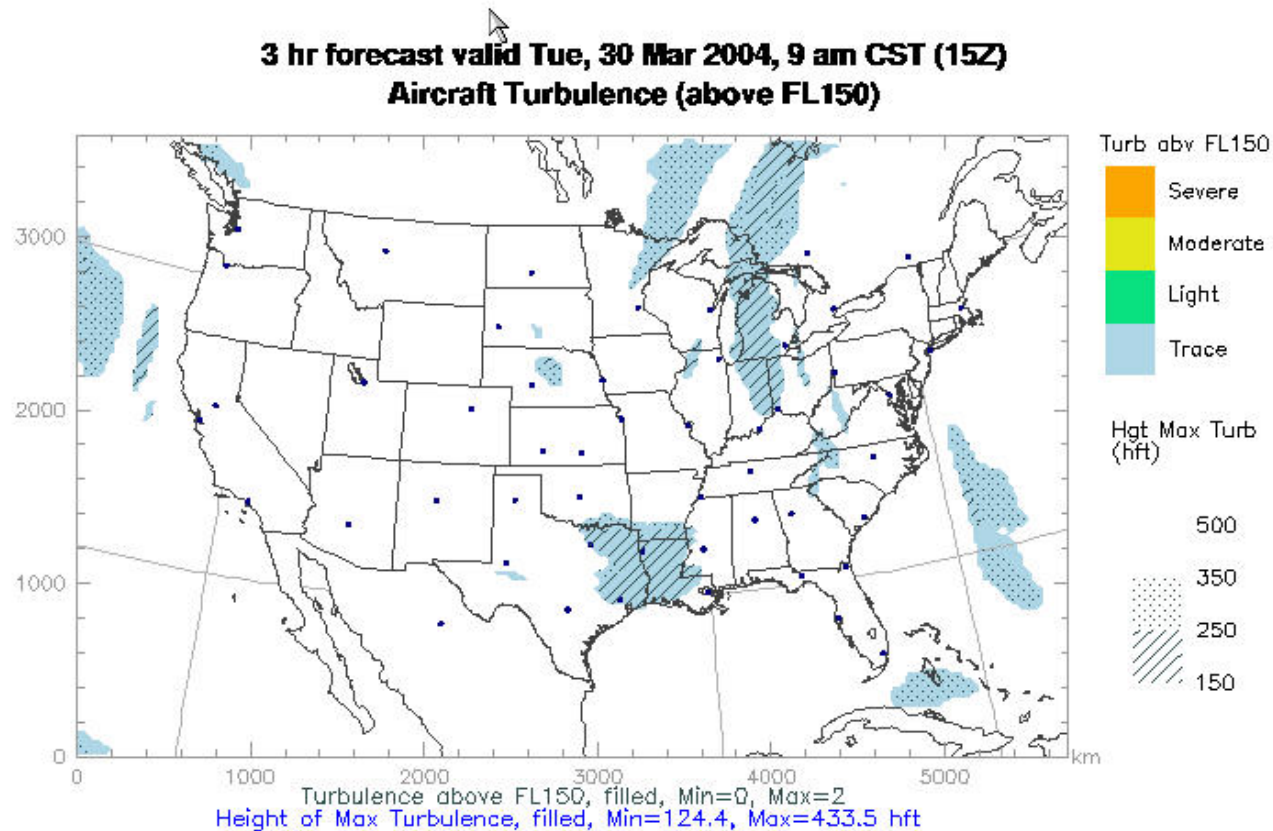 3 hr forecast valid Tue, 30 Mar 2004, 9 am CST (15Z)
Aircraft Turbulence (above FL150)
Turb abv FL150
Severe
Moderate
Light
Trace
Hgt Max Turb
(hft)
500
350
250
150
3000
2000
1000
0
0 1000 2000 3000 4000 5000 km
Turbulence above FL150, filled, Min=0, Max=2
Height of Max Turbulence, filled, Min=124.4, Max=433.5 hft